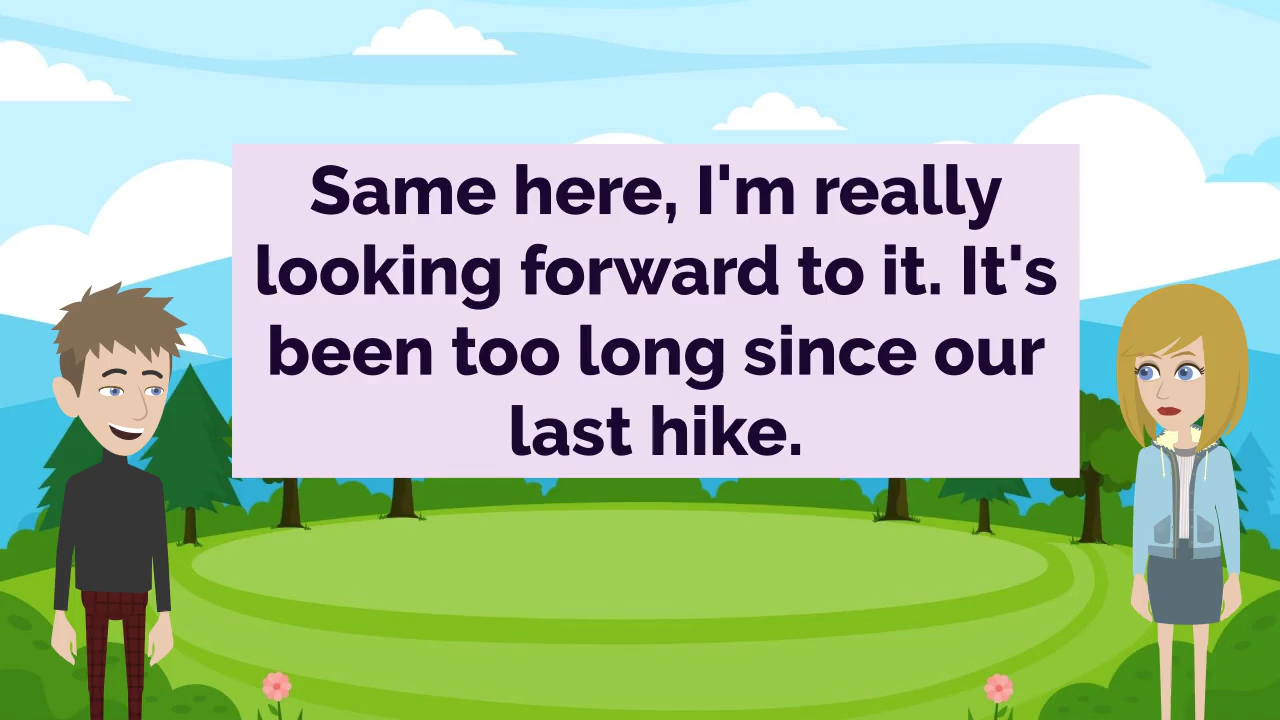 Same here, I'm really
looking forward to it. It's
been too long since our
last hike.